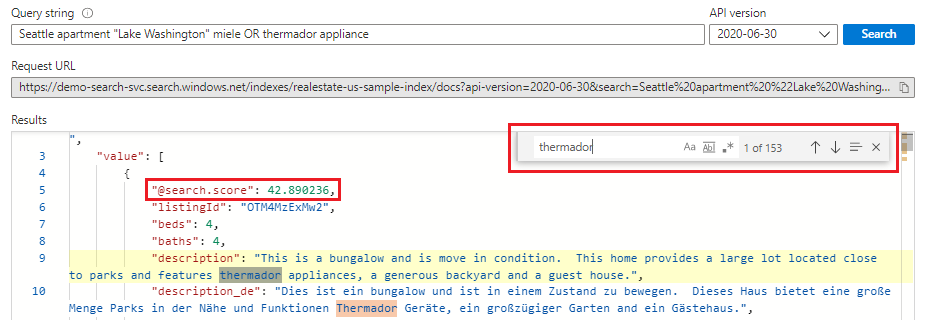 Query string
API version
Seattle apartment "Lake Washington" miele OR thermador appliance
2020-06-30
Search
Request URL
https://demo-search-svc.search.windows.net/indexes/realestate-us-sample-index/docs?api-version=2020-06-30&search=Seattle%20apartment%20%22Lake%20Washing...
Results
thermador
Aa
Abl
.*
1 of 153
",
3 "value": [
4 {
5 "@search.score": 42.890236,
6 "listingId": "OTM4MzExMw2",
7 "beds": 4,
8 "baths": 4,
9 "description": "This is a bungalow and is move in condition.  This home provides a large lot located close
to parks and features thermador appliances, a generous backyard and a guest house.",
10 "description_de": "Dies ist ein bungalow und ist in einem Zustand zu bewegen.  Dieses Haus bietet eine große
Menge Parks in der Nähe und Funktionen Thermador Geräte, ein großzügiger Garten und ein Gästehaus.",